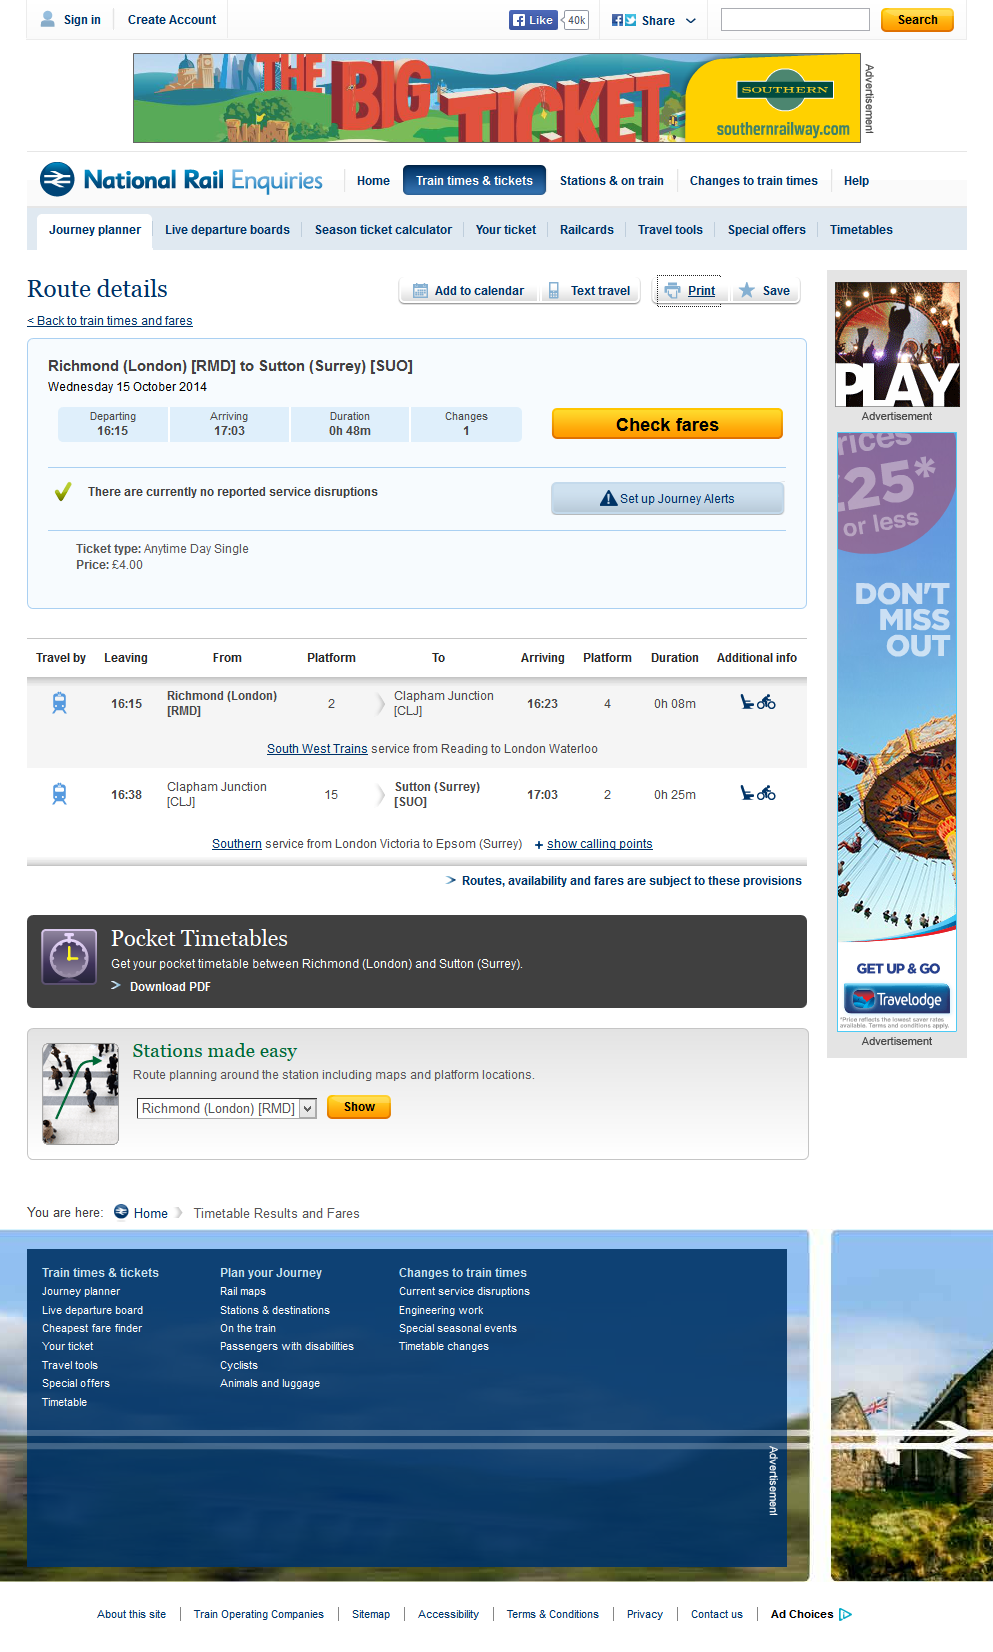 Sign in
Create Account
Like
40k
Share
Search
THE BIG TICKET
SOUTHERN
southernrailway.com
Advertisement
National Rail Enquiries
Home
Train times & tickets
Stations & on train
Changes to train times
Help
Journey planner
Live departure boards
Season ticket calculator
Your ticket
Railcards
Travel tools
Special offers
Timetables
Route details
Add to calendar
Text travel
Print
Save
< Back to train times and fares
Richmond (London) [RMD] to Sutton (Surrey) [SUO]
Wednesday 15 October 2014
Departing Arriving Duration Changes
16:15 17:03 0h 48m 1
Check fares
There are currently no reported service disruptions
Set up Journey Alerts
Ticket type: Anytime Day Single
Price: £4.00
Travel by Leaving From Platform To Arriving Platform Duration Additional info
16:15 Richmond (London) [RMD] 2 Clapham Junction [CLJ] 16:23 4 0h 08m
South West Trains service from Reading to London Waterloo
16:38 Clapham Junction [CLJ] 15 Sutton (Surrey) [SUO] 17:03 2 0h 25m
Southern service from London Victoria to Epsom (Surrey) + show calling points
> Routes, availability and fares are subject to these provisions
Pocket Timetables
Get your pocket timetable between Richmond (London) and Sutton (Surrey).
> Download PDF
Stations made easy
Route planning around the station including maps and platform locations.
Richmond (London) [RMD]
Show
PLAY
Advertisement
£25*
or less
DON'T
MISS
OUT
GET UP & GO
Travelodge
*Price reflects the lowest saver rates
available. Terms and conditions apply.
Advertisement
You are here: Home Timetable Results and Fares
Train times & tickets
Journey planner
Live departure board
Cheapest fare finder
Your ticket
Travel tools
Special offers
Timetable
Plan your Journey
Rail maps
Stations & destinations
On the train
Passengers with disabilities
Cyclists
Animals and luggage
Changes to train times
Current service disruptions
Engineering work
Special seasonal events
Timetable changes
Advertisement
About this site
Train Operating Companies
Sitemap
Accessibility
Terms & Conditions
Privacy
Contact us
Ad Choices